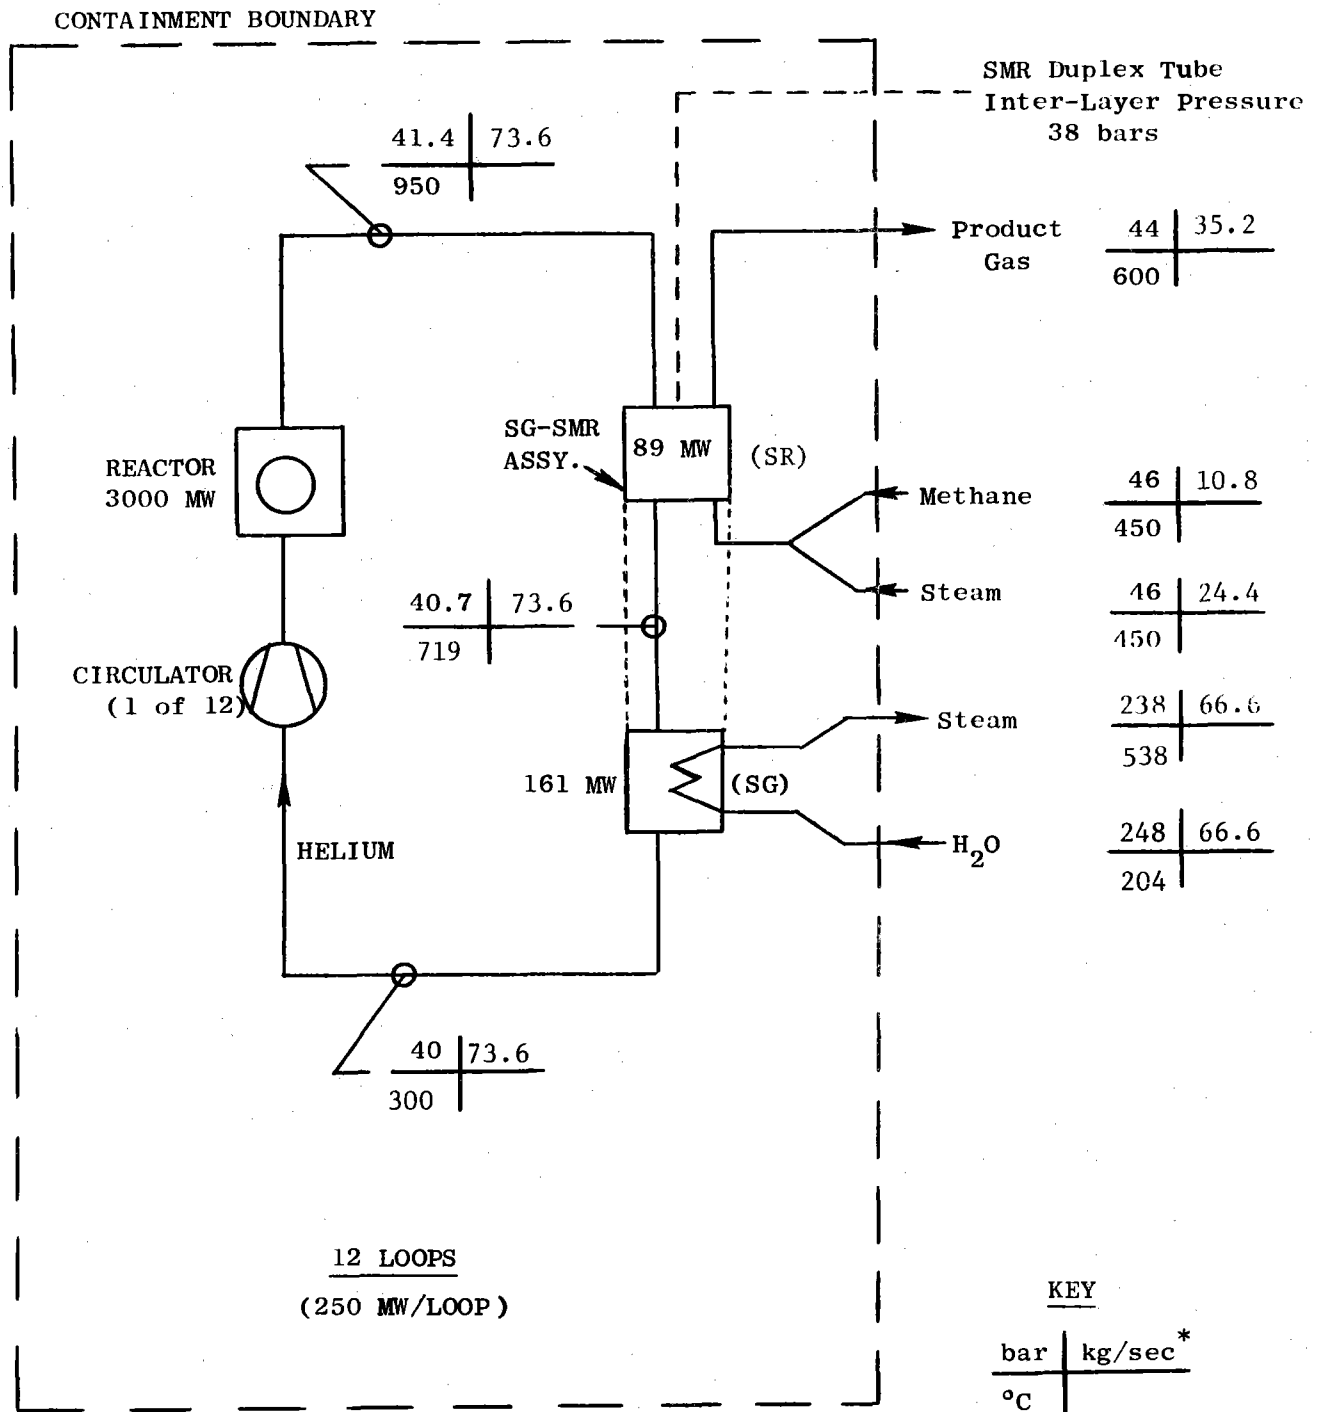 CONTAINMENT BOUNDARY
SMR Duplex Tube
Inter-Layer Pressure
38 bars
41.4 73.6
950
Product
Gas
44 35.2
600
SG-SMR
ASSY.
89 MW
(SR)
REACTOR
3000 MW
Methane
46 10.8
450
Steam
46 24.4
450
40.7 73.6
719
CIRCULATOR
(1 of 12)
Steam
238 66.6
538
161 MW
(SG)
HELIUM
H2O
248 66.6
204
40 73.6
300
12 LOOPS
(250 MW/LOOP)
KEY
bar kg/sec*
°C